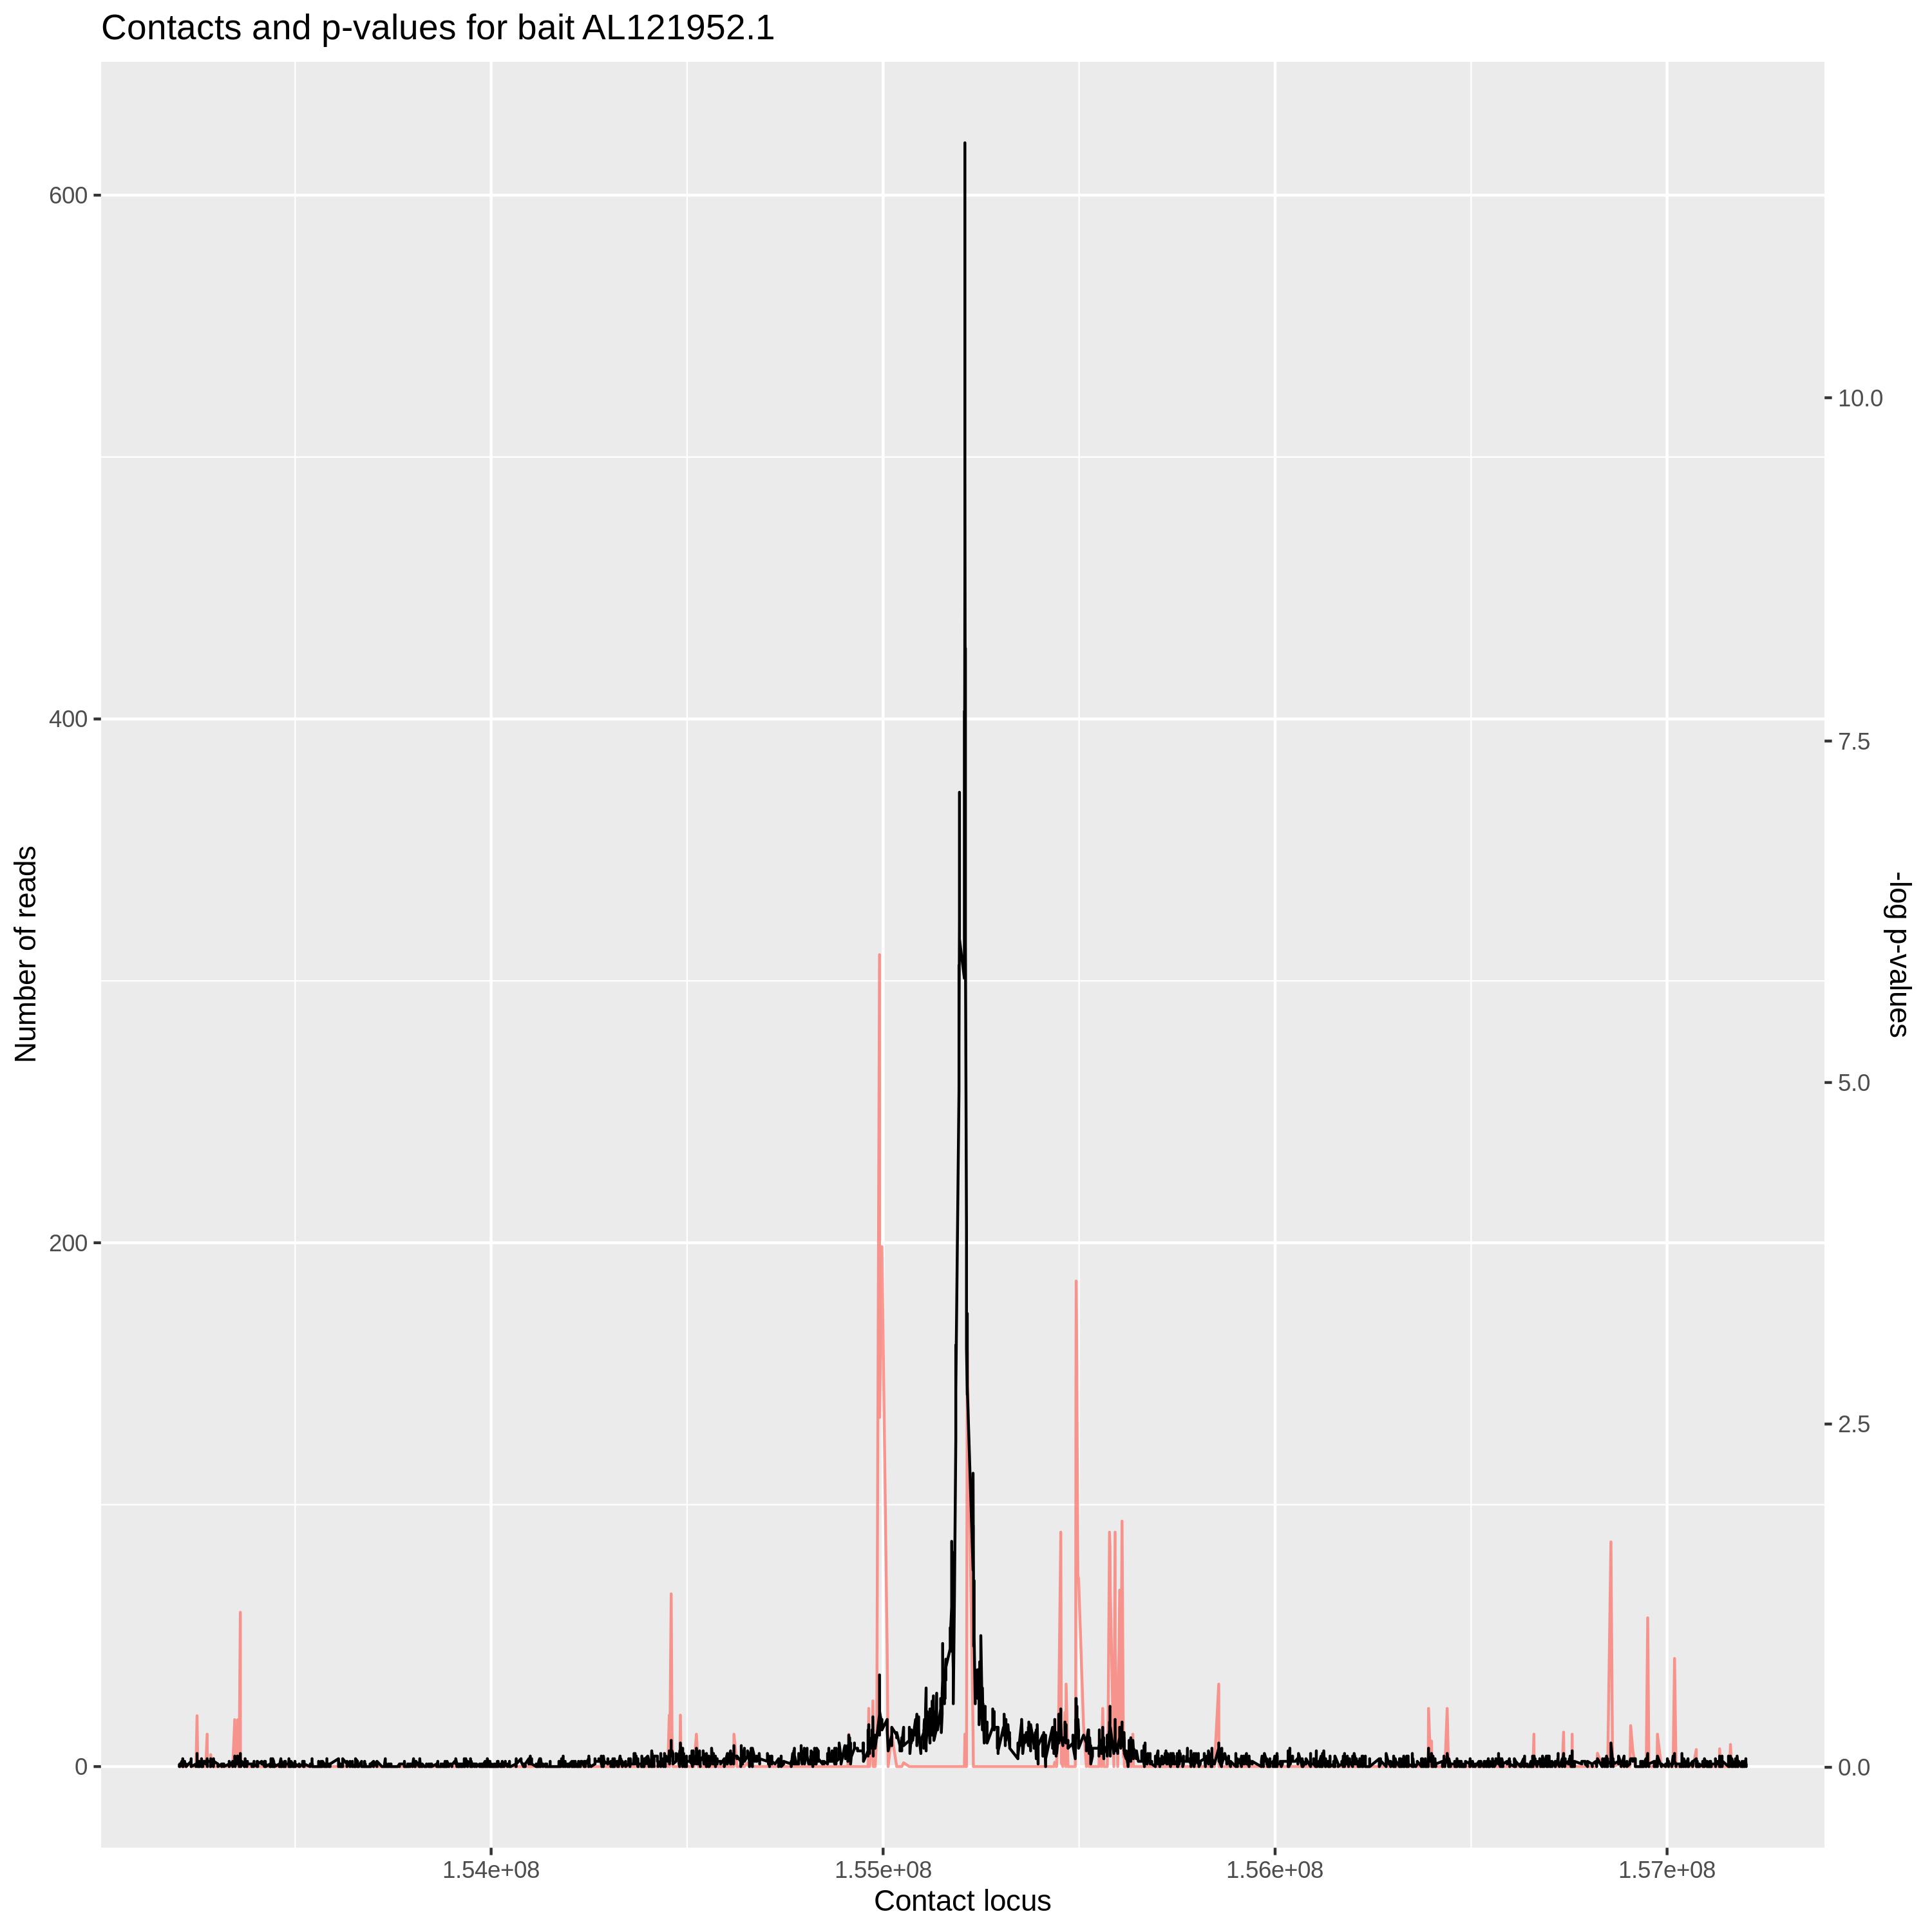 Contacts and p-values for bait AL121952.1
600
400
200
0
Number of reads
10.0
7.5
5.0
2.5
0.0
-log p-values
1.54e+08
1.55e+08
1.56e+08
1.57e+08
Contact locus